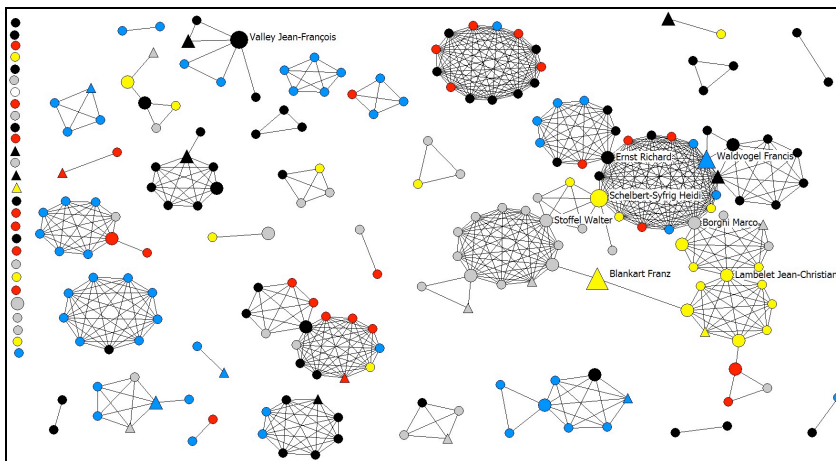 Valley Jean-François
Ernst Richard
Waldvogel Francis
Schelbert-Syfrig Heidi
Stoffel Walter
Borghi Marco
Blankart Franz
Lambelet Jean-Christian